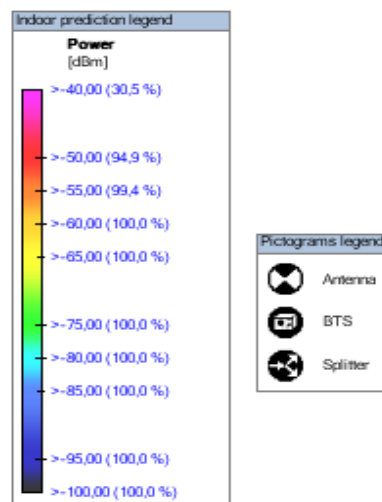 Indoor prediction legend
Power
[dBm]
>-40,00 (30,5 %)
>-50,00 (94,9 %)
>-55,00 (99,4 %)
>-60,00 (100,0 %)
>-65,00 (100,0 %)
>-75,00 (100,0 %)
>-80,00 (100,0 %)
>-85,00 (100,0 %)
>-95,00 (100,0 %)
>-100,00 (100,0 %)
Pictograms legend
Antenna
BTS
Splitter